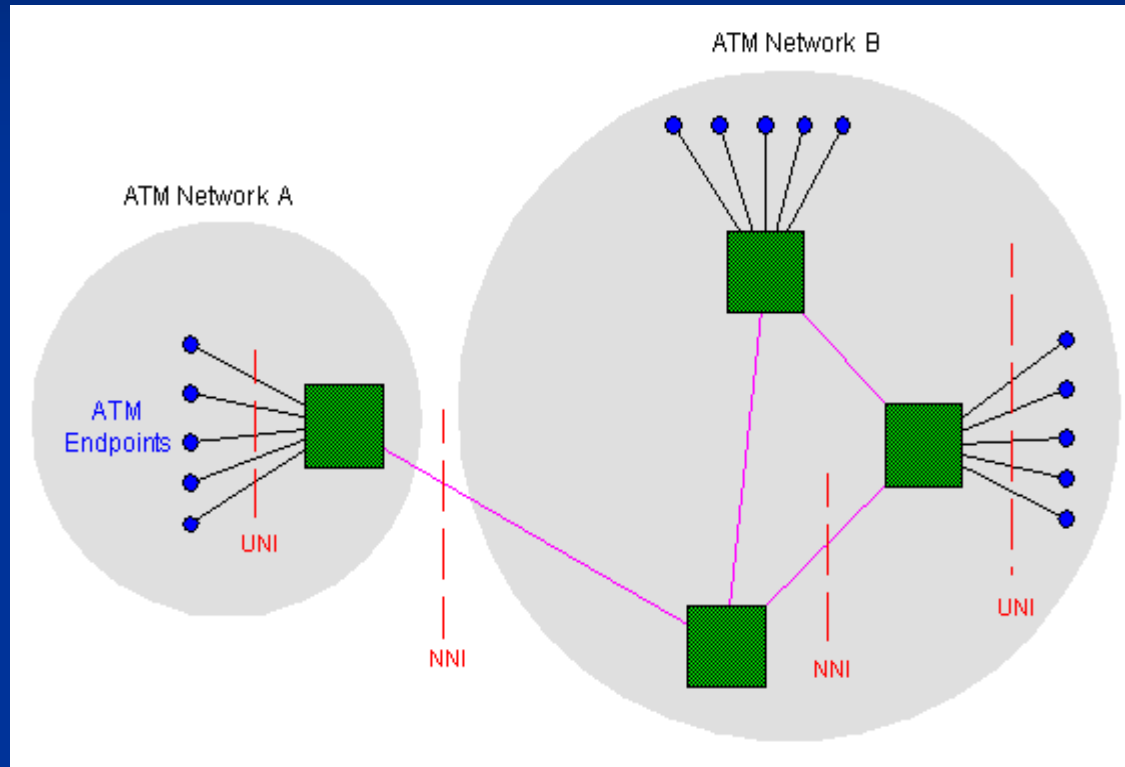 ATM Network B
ATM Network A
ATM
Endpoints
UNI
NNI
NNI
UNI